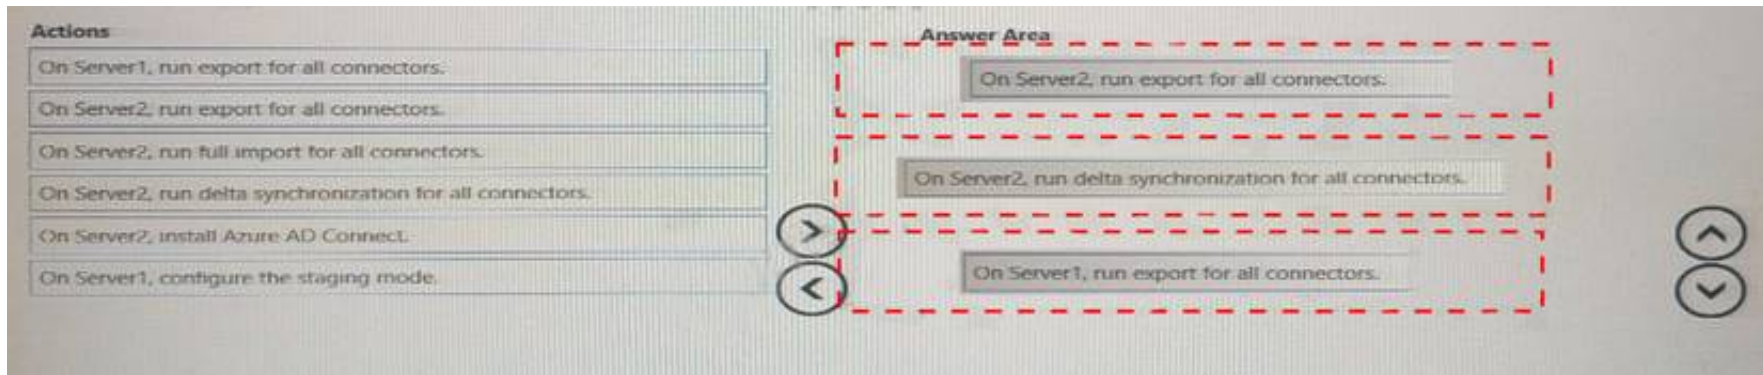 Actions
On Server1, run export for all connectors.
On Server2, run export for all connectors.
On Server2, run full import for all connectors.
On Server2, run delta synchronization for all connectors.
On Server2, install Azure AD Connect.
On Server1, configure the staging mode.
Answer Area
On Server2, run export for all connectors.
On Server2, run delta synchronization for all connectors.
On Server1, run export for all connectors.